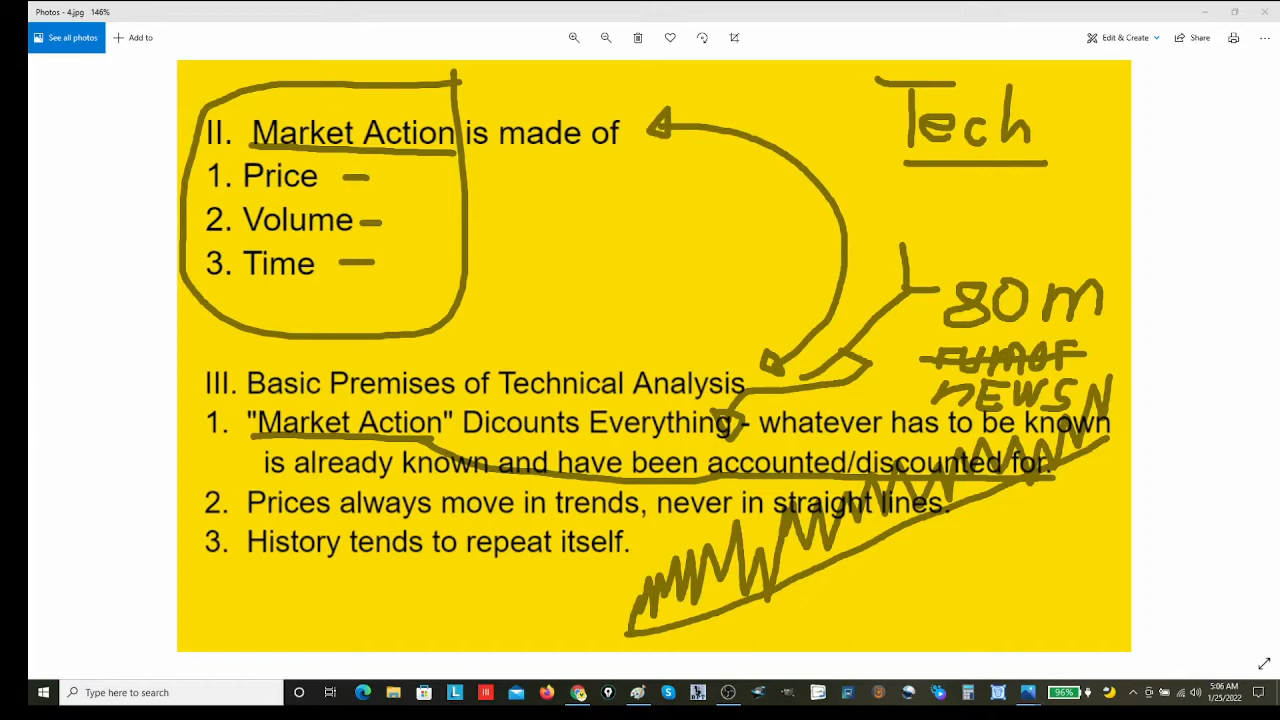 Photos - 4.jpg 146%
See all photos
Add to
Edit & Create
Share
Tech
II. Market Action is made of
1. Price
2. Volume
3. Time
80 m
rumor
NEWS
III. Basic Premises of Technical Analysis
1. "Market Action" Dicounts Everything - whatever has to be known
is already known and have been accounted/discounted for.
2. Prices always move in trends, never in straight lines.
3. History tends to repeat itself.
Type here to search
96%
5:06 AM
1/25/2022